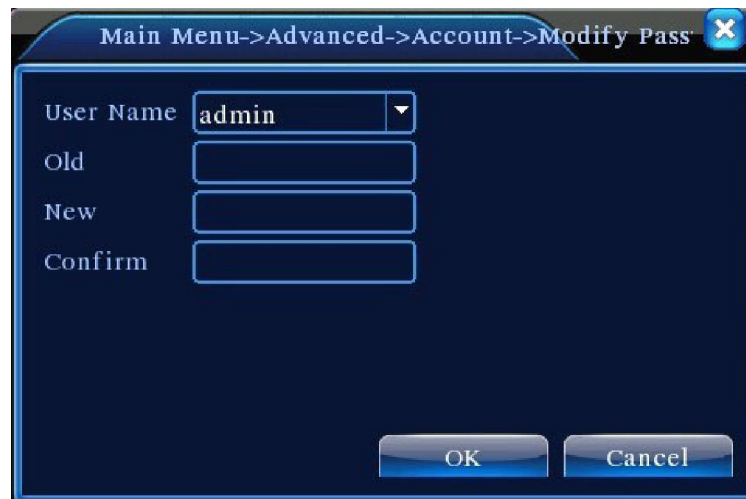 Main Menu->Advanced->Account->Modify Pass
User Name admin
Old
New
Confirm
OK Cancel